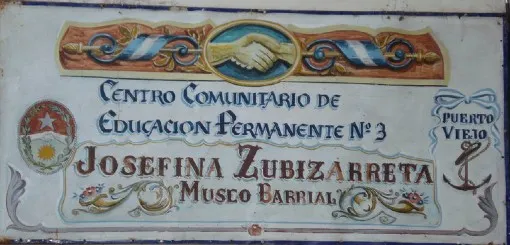 CENTRO COMUNITARIO DE
EDUCACION PERMANENTE Nº 3
PUERTO
VIEJO
JOSEFINA ZUBIZARRETA
MUSEO BARRIAL